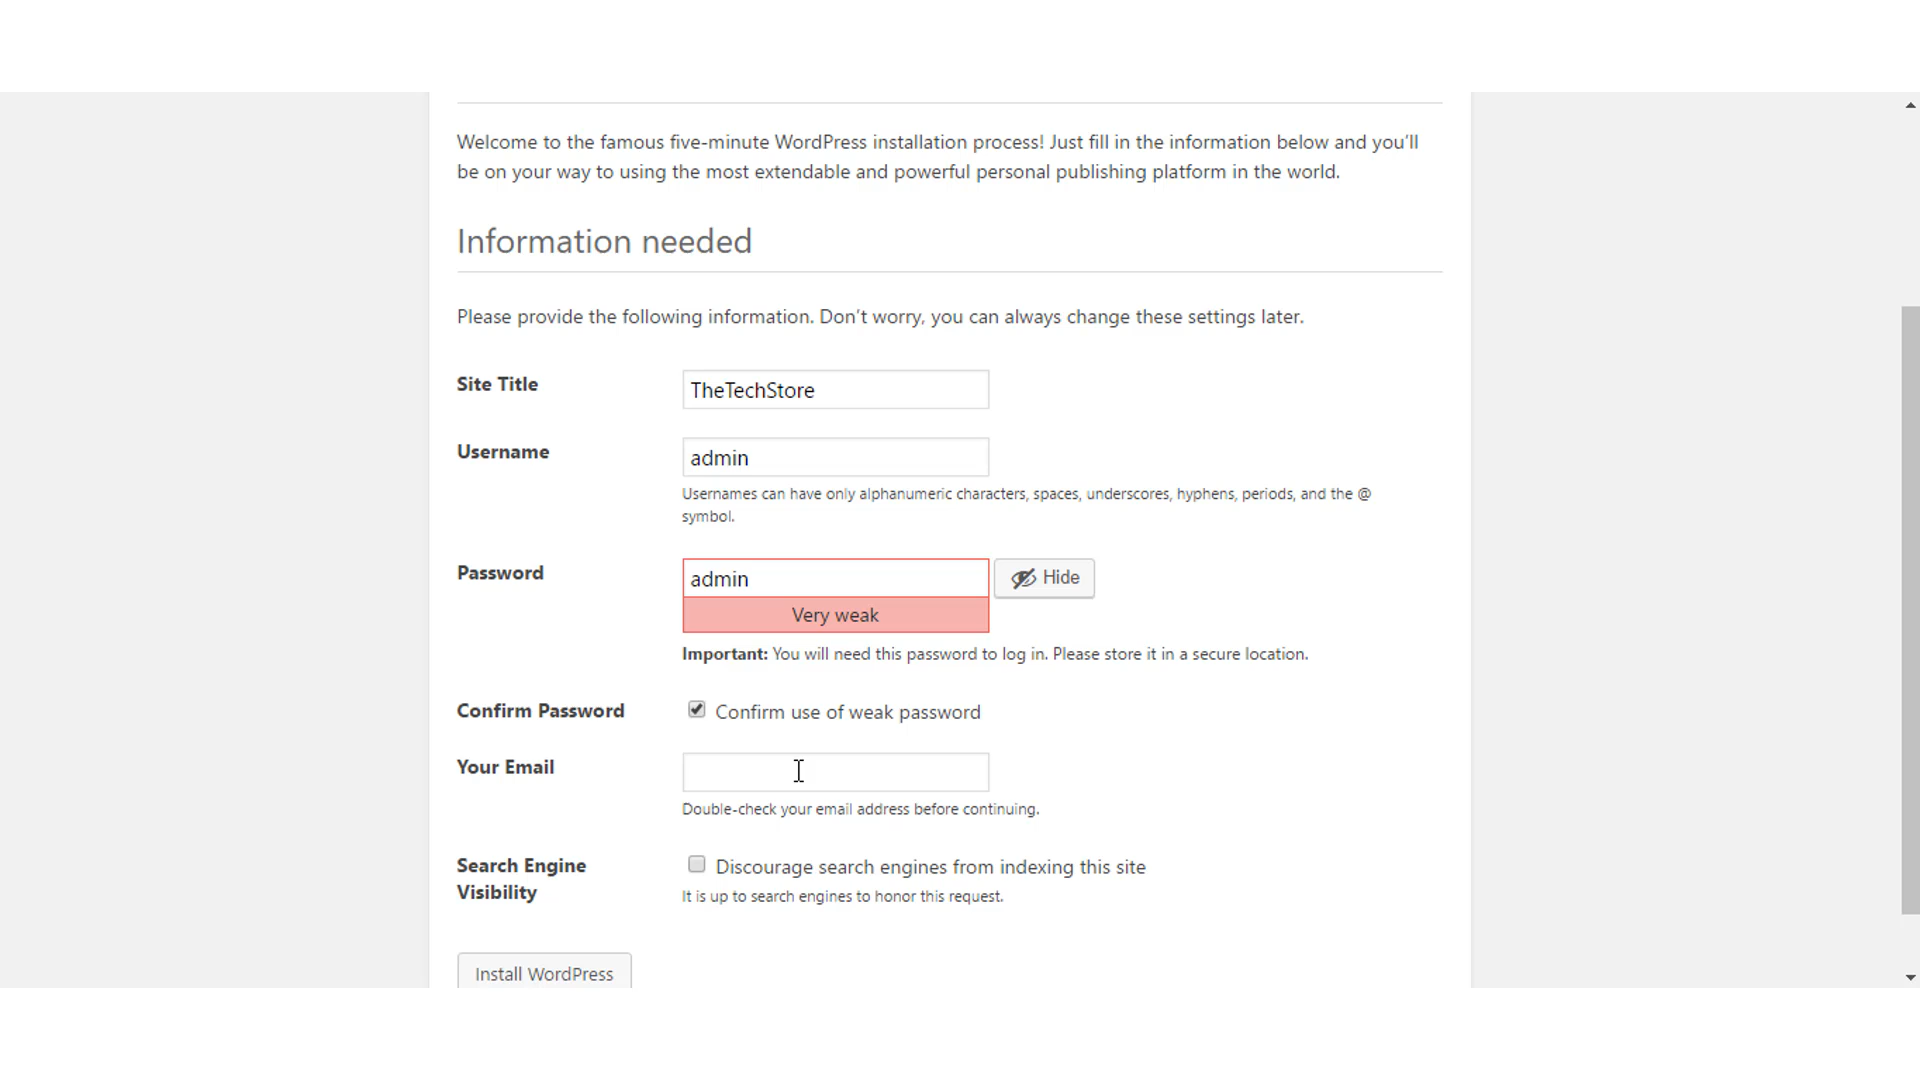 Welcome to the famous five-minute WordPress installation process! Just fill in the information below and you’ll
be on your way to using the most extendable and powerful personal publishing platform in the world.
Information needed
Please provide the following information. Don’t worry, you can always change these settings later.
Site Title
TheTechStore
Username
admin
Usernames can have only alphanumeric characters, spaces, underscores, hyphens, periods, and the @
symbol.
Password
admin
Hide
Very weak
Important: You will need this password to log in. Please store it in a secure location.
Confirm Password
Confirm use of weak password
Your Email
Double-check your email address before continuing.
Search Engine
Visibility
Discourage search engines from indexing this site
It is up to search engines to honor this request.
Install WordPress